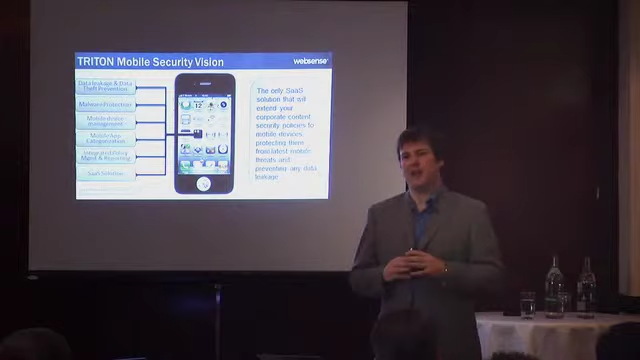 TRITON Mobile Security Vision
websense
Data leakage & Data
Theft Prevention
Malware Protection
Mobile device
management
Mobile App
Categorization
Integrated Policy
Mgmt & Reporting
SaaS Solution
The only SaaS
solution that will
extend your
corporate content
security policies to
mobile devices,
protecting them
from latest mobile
threats and
preventing any data
leakage